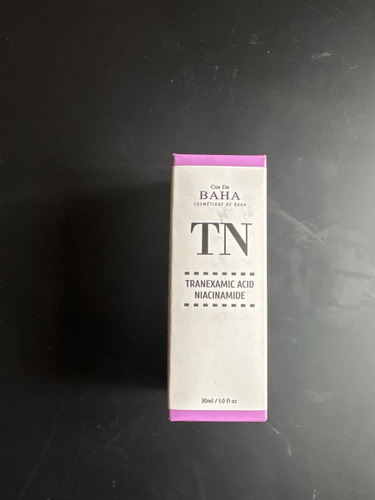 Cos De
BAHA
COSMÉTIQUE DE BAHA
TN
TRANEXAMIC ACID
NIACINAMIDE
30ml / 1.0 fl oz